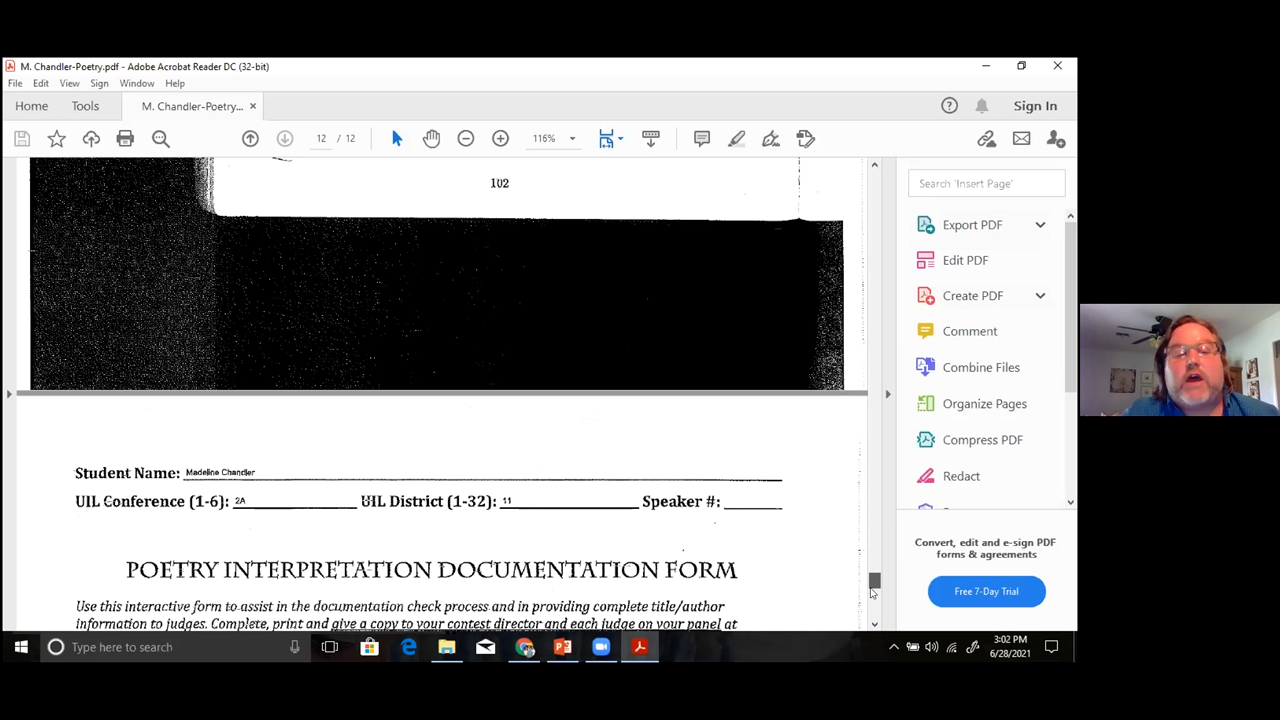 M. Chandler-Poetry.pdf - Adobe Acrobat Reader DC (32-bit)
File Edit View Sign Window Help
Home Tools M. Chandler-Poetry... × Sign In
12 / 12 116%
102
Search 'Insert Page'
Export PDF
Edit PDF
Create PDF
Comment
Combine Files
Organize Pages
Compress PDF
Redact
Convert, edit and e-sign PDF
forms & agreements
Free 7-Day Trial
Student Name: Madeline Chandler
UIL Conference (1-6): 2A UIL District (1-32): 11 Speaker #:
POETRY INTERPRETATION DOCUMENTATION FORM
Use this interactive form to assist in the documentation check process and in providing complete title/author
information to judges. Complete, print and give a copy to your contest director and each judge on your panel at
Type here to search
3:02 PM
6/28/2021